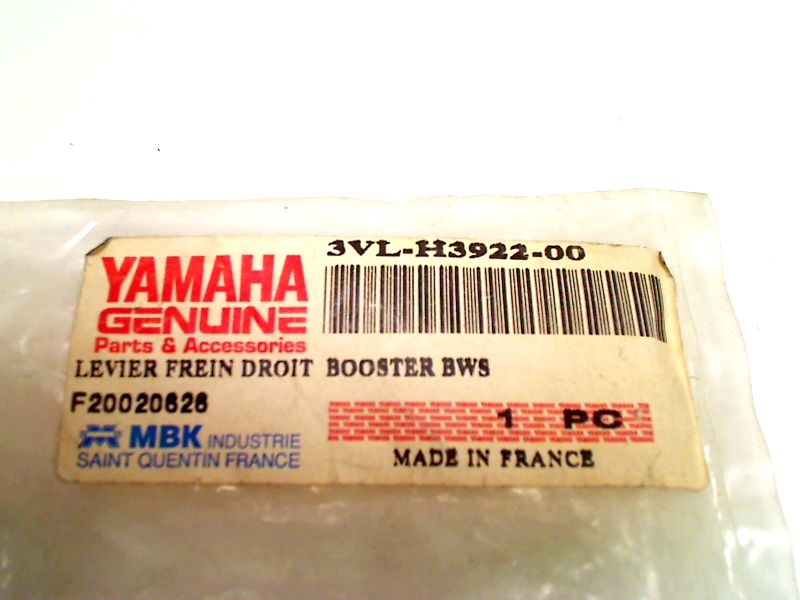 3VL-H3922-00
YAMAHA
GENUINE
Parts & Accessories
LEVIER FREIN DROIT BOOSTER BWS
F20020626
1 PC
MBK INDUSTRIE
SAINT QUENTIN FRANCE
MADE IN FRANCE